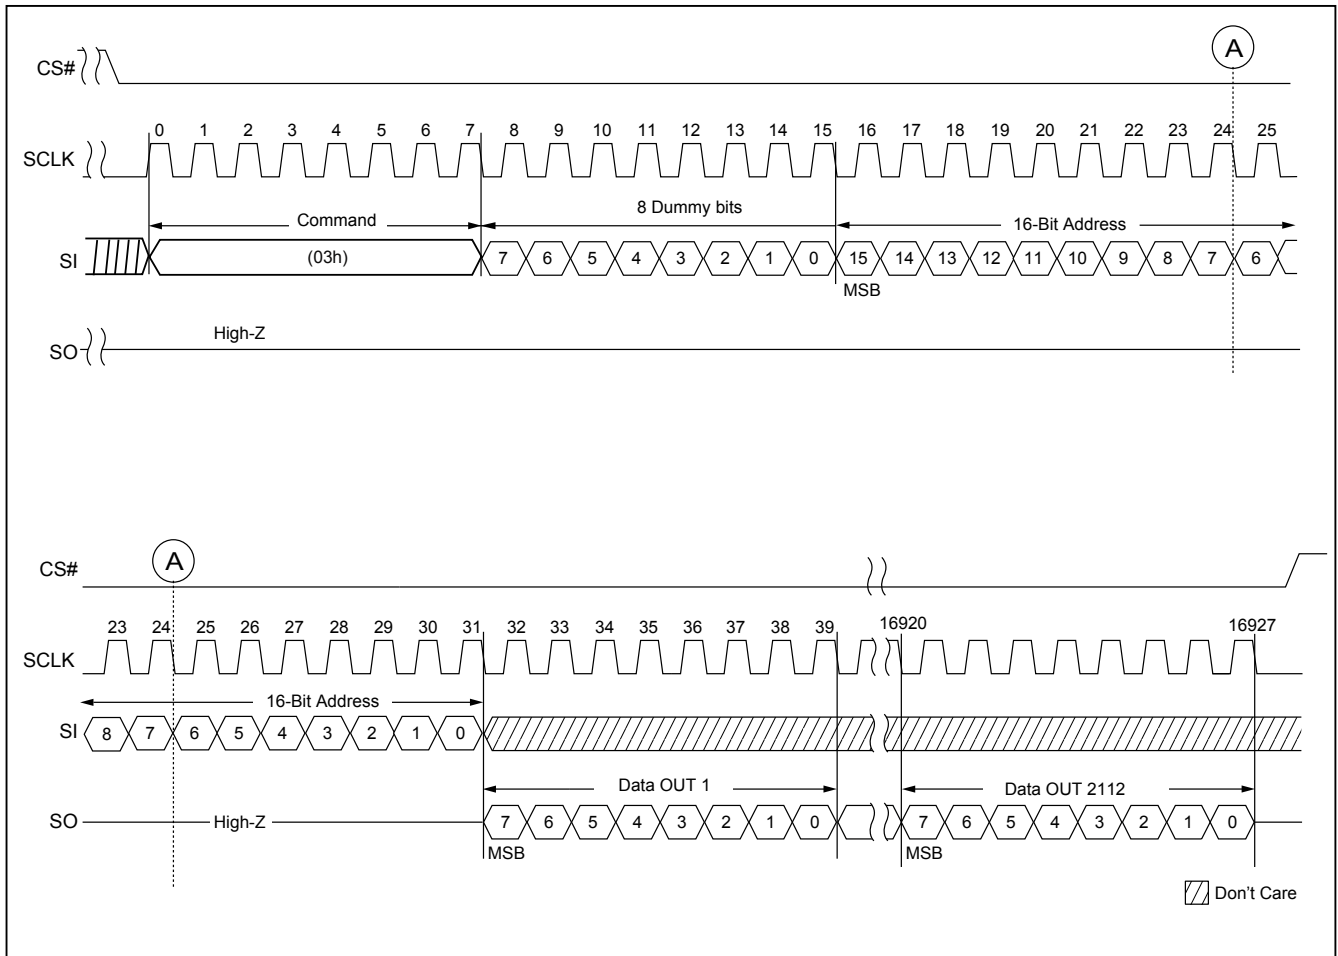 A
CS#
0 1 2 3 4 5 6 7 8 9 10 11 12 13 14 15 16 17 18 19 20 21 22 23 24 25
SCLK
Command 8 Dummy bits 16-Bit Address
SI (03h) 7 6 5 4 3 2 1 0 15 14 13 12 11 10 9 8 7 6
MSB
High-Z
SO
A
CS#
23 24 25 26 27 28 29 30 31 32 33 34 35 36 37 38 39 16920 16927
SCLK
16-Bit Address
SI 8 7 6 5 4 3 2 1 0
Data OUT 1 Data OUT 2112
SO High-Z 7 6 5 4 3 2 1 0 7 6 5 4 3 2 1 0
MSB MSB
Don't Care